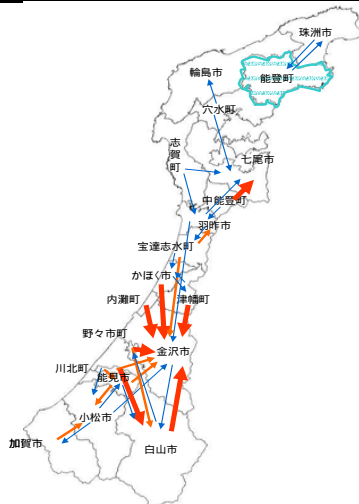 珠洲市
輪島市
能登町
穴水町
志賀町
七尾市
中能登町
羽咋市
宝達志水町
かほく市
内灘町
津幡町
野々市町
金沢市
川北町
能美市
小松市
加賀市
白山市